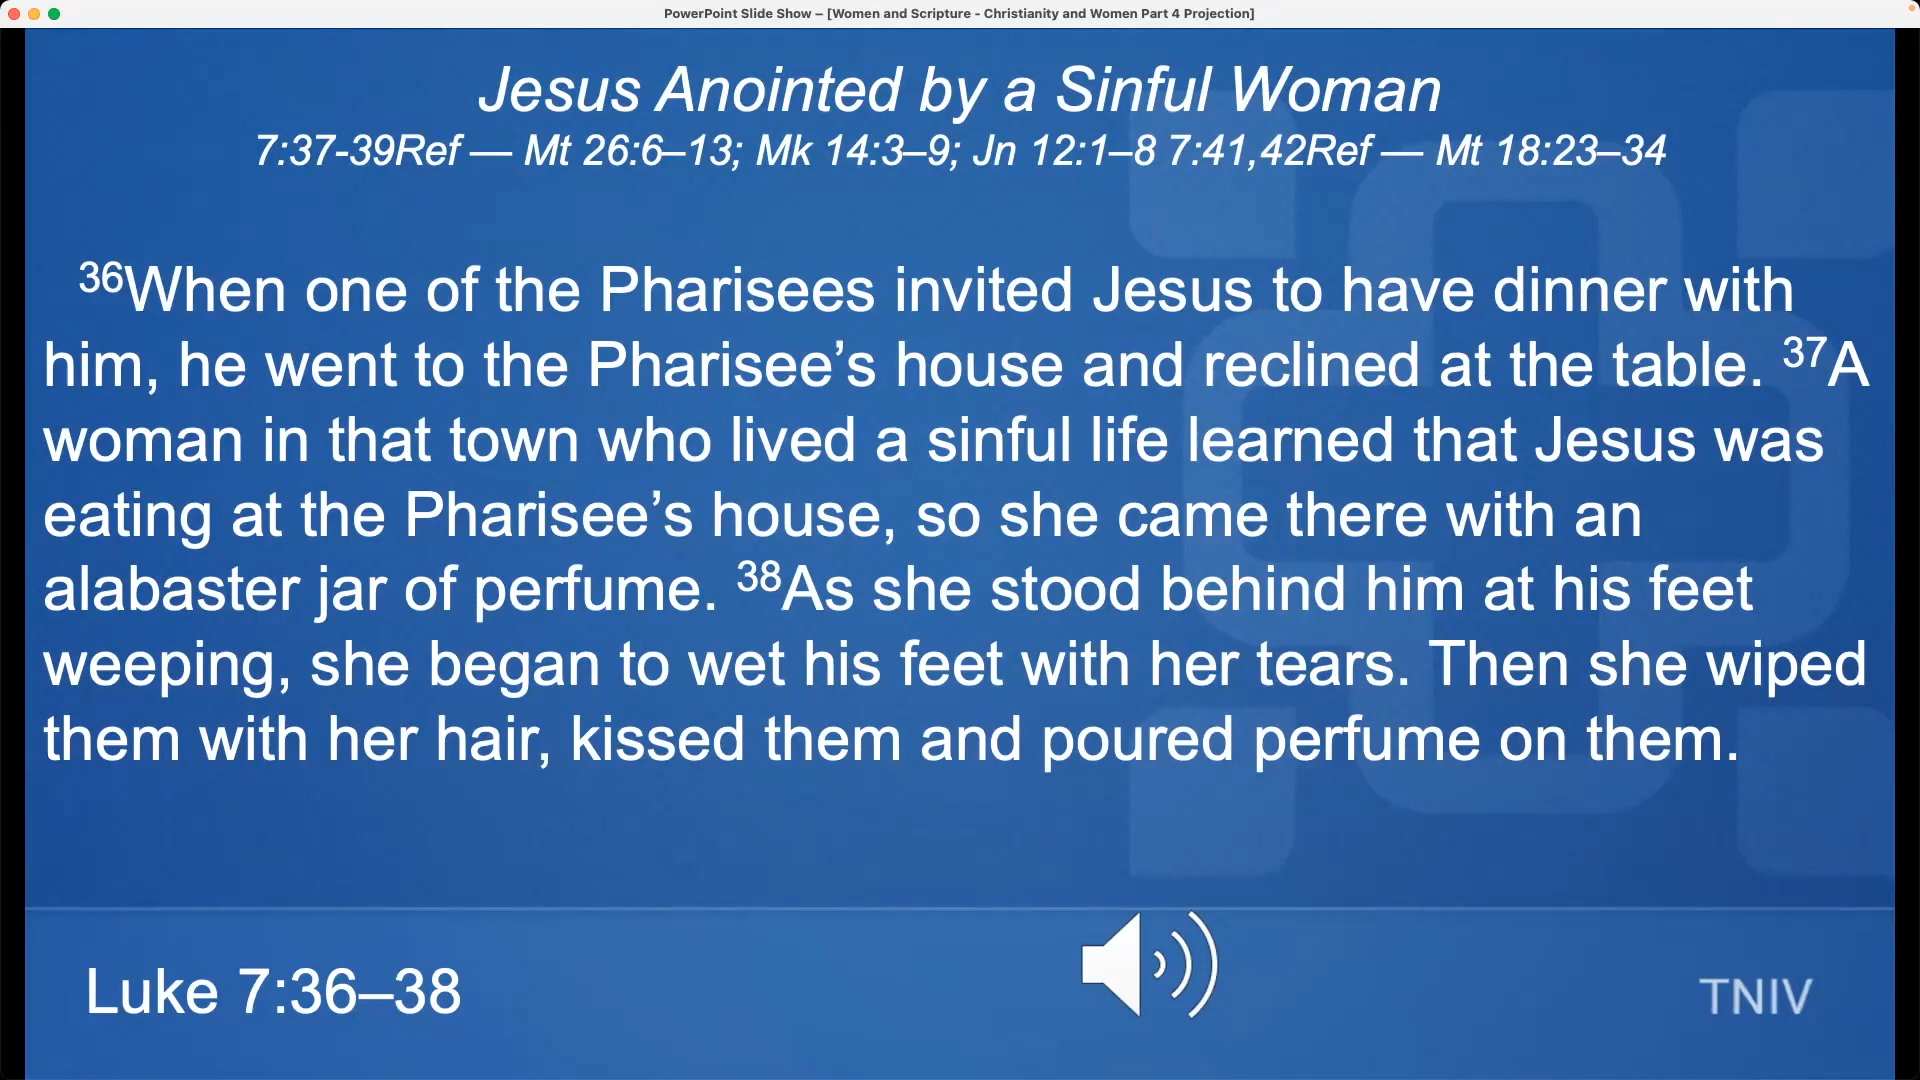 PowerPoint Slide Show – [Women and Scripture - Christianity and Women Part 4 Projection]
Jesus Anointed by a Sinful Woman
7:37-39Ref — Mt 26:6–13; Mk 14:3–9; Jn 12:1–8 7:41,42Ref — Mt 18:23–34
36When one of the Pharisees invited Jesus to have dinner with
him, he went to the Pharisee’s house and reclined at the table. 37A
woman in that town who lived a sinful life learned that Jesus was
eating at the Pharisee’s house, so she came there with an
alabaster jar of perfume. 38As she stood behind him at his feet
weeping, she began to wet his feet with her tears. Then she wiped
them with her hair, kissed them and poured perfume on them.
Luke 7:36–38
TNIV